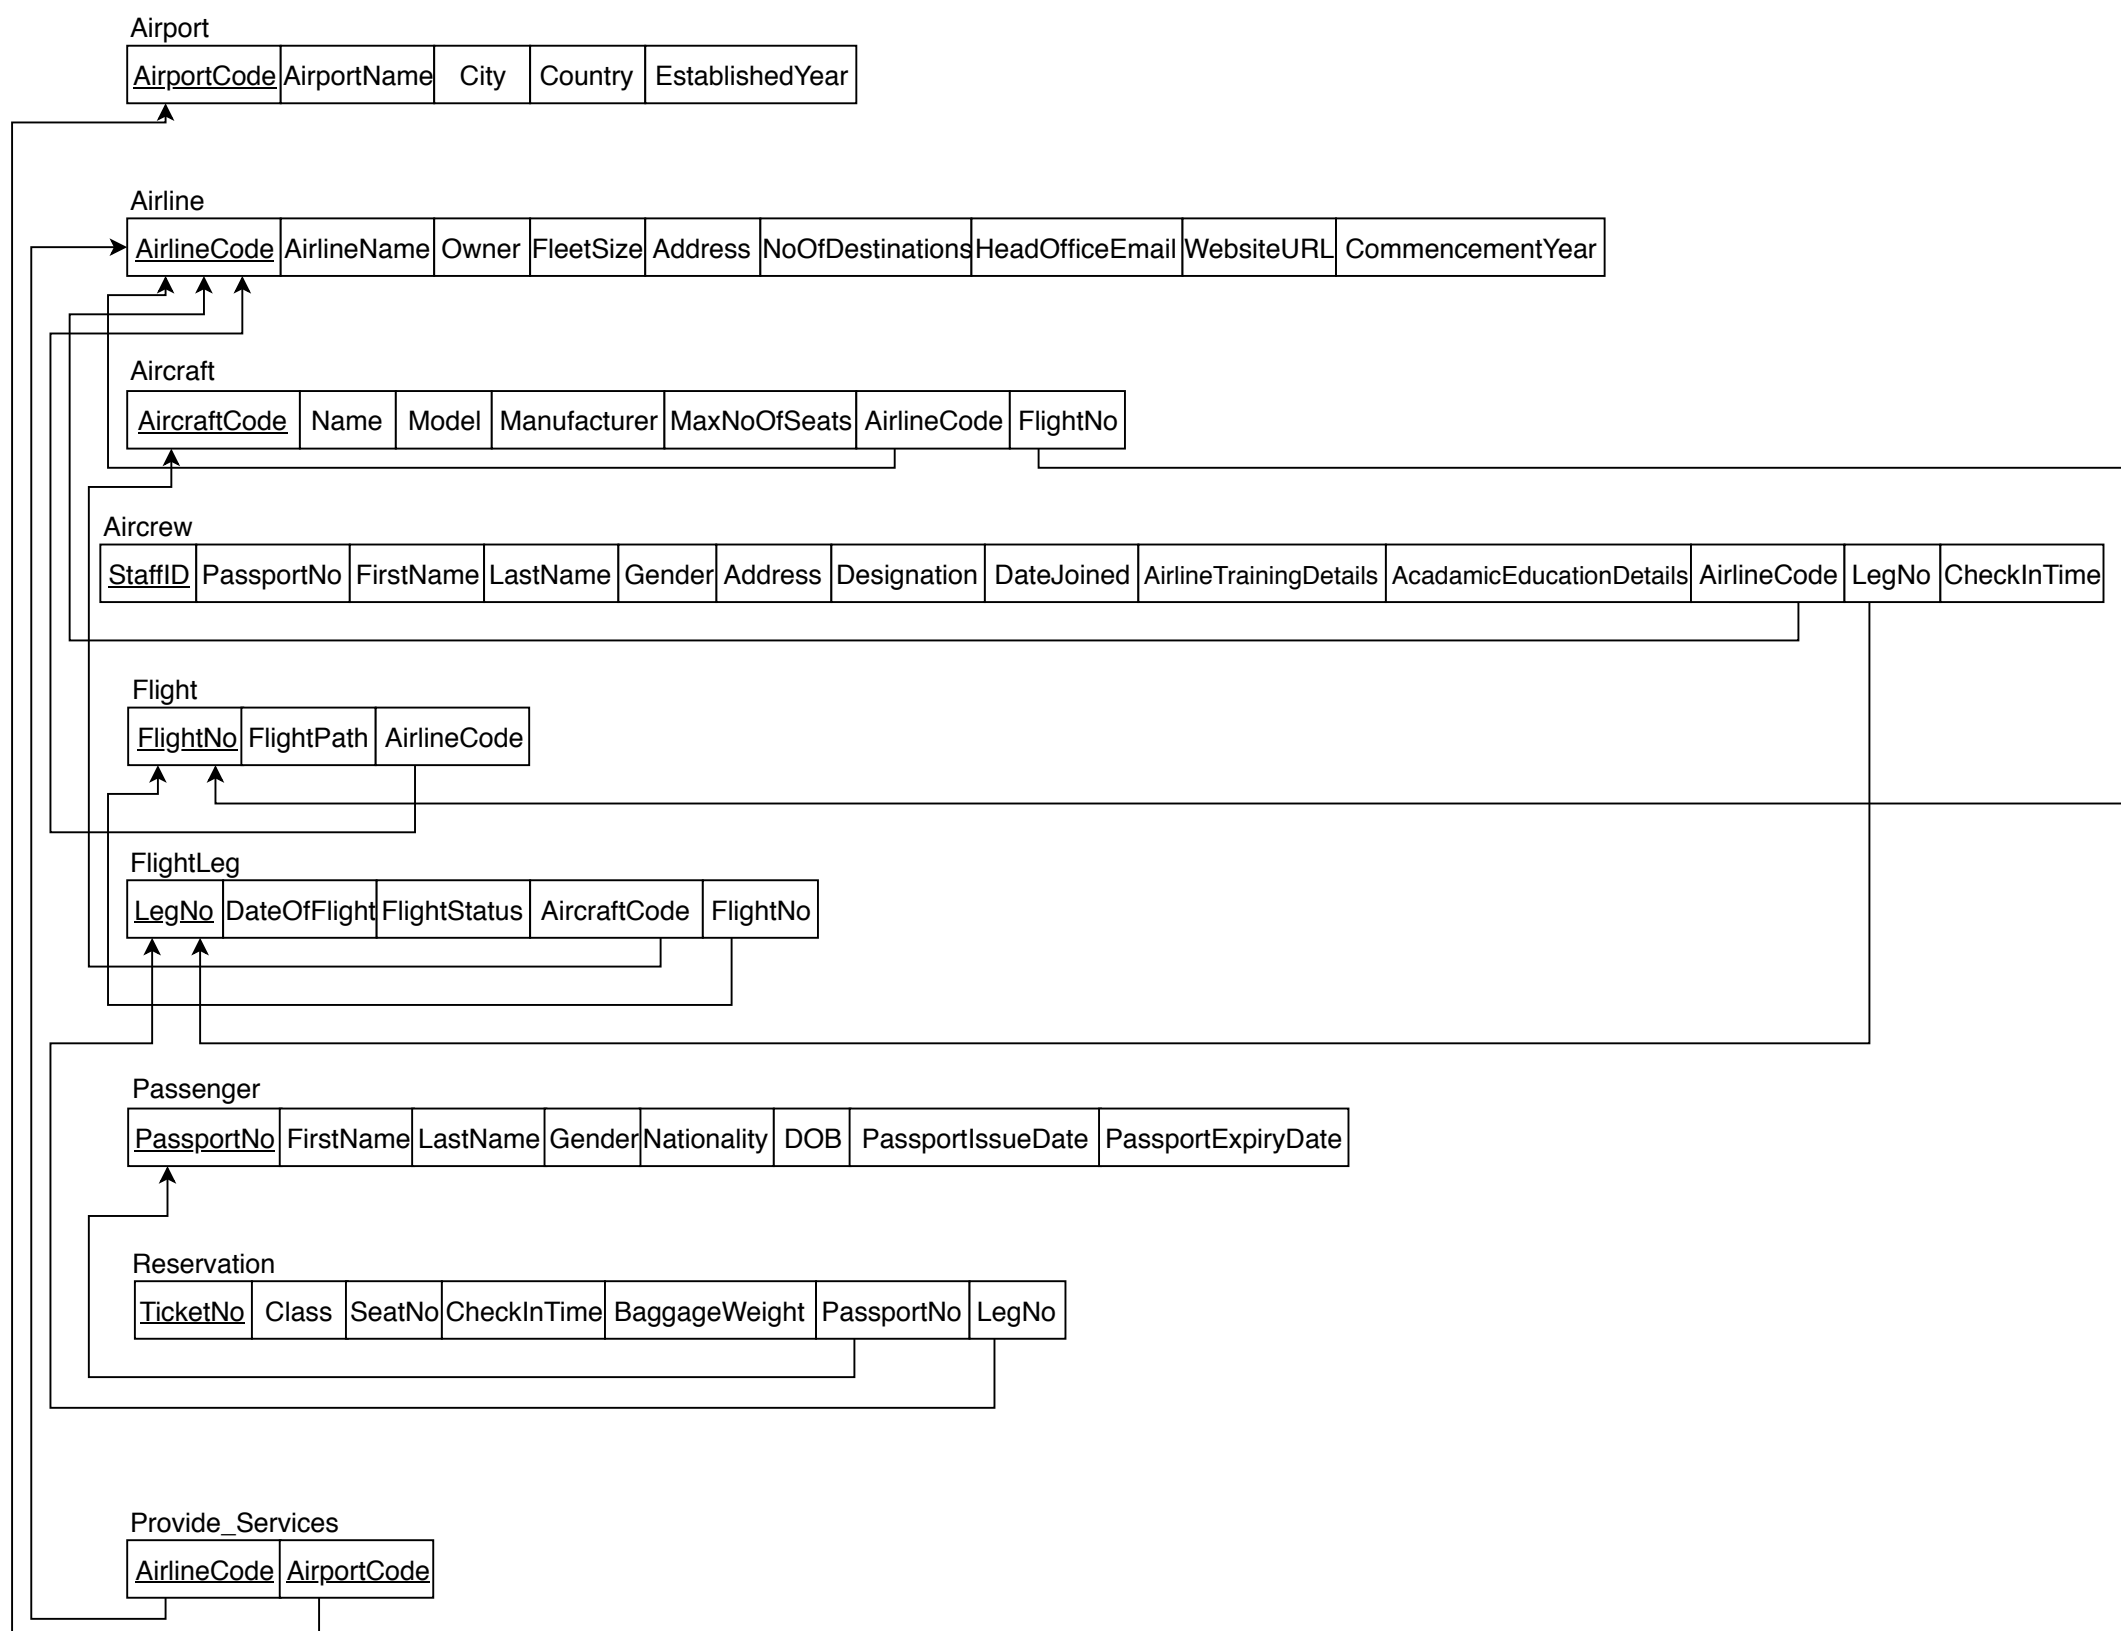 Airport
AirportCode AirportName City Country EstablishedYear
Airline
AirlineCode AirlineName Owner FleetSize Address NoOfDestinations HeadOfficeEmail WebsiteURL CommencementYear
Aircraft
AircraftCode Name Model Manufacturer MaxNoOfSeats AirlineCode FlightNo
Aircrew
StaffID PassportNo FirstName LastName Gender Address Designation DateJoined AirlineTrainingDetails AcadamicEducationDetails AirlineCode LegNo CheckInTime
Flight
FlightNo FlightPath AirlineCode
FlightLeg
LegNo DateOfFlight FlightStatus AircraftCode FlightNo
Passenger
PassportNo FirstName LastName Gender Nationality DOB PassportIssueDate PassportExpiryDate
Reservation
TicketNo Class SeatNo CheckInTime BaggageWeight PassportNo LegNo
Provide_Services
AirlineCode AirportCode